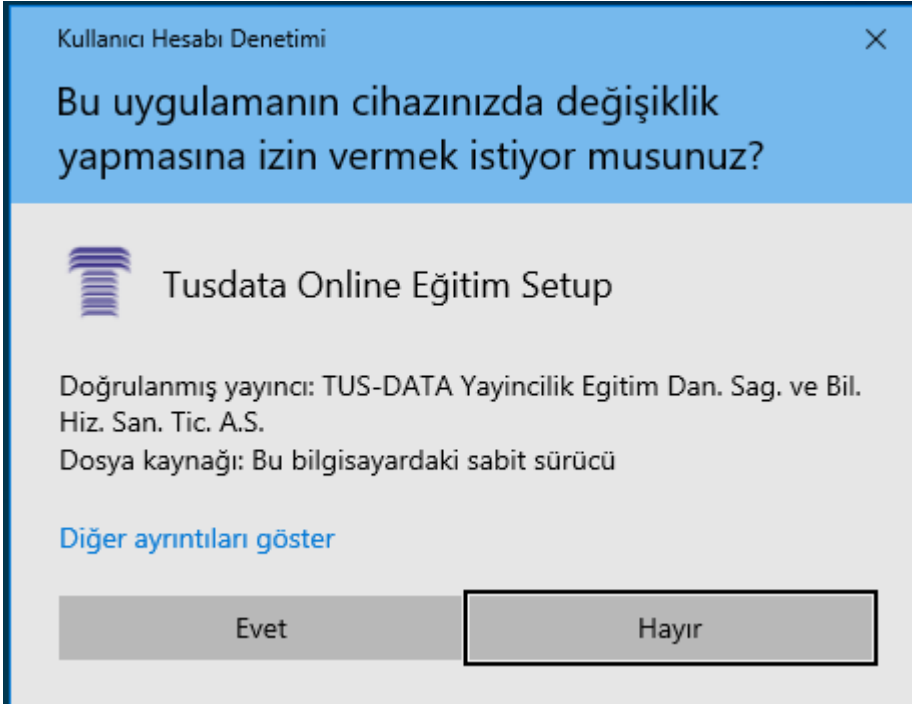 Kullanıcı Hesabı Denetimi
Bu uygulamanın cihazınızda değişiklik
yapmasına izin vermek istiyor musunuz?
Tusdata Online Eğitim Setup
Doğrulanmış yayıncı: TUS-DATA Yayincilik Egitim Dan. Sag. ve Bil.
Hiz. San. Tic. A.S.
Dosya kaynağı: Bu bilgisayardaki sabit sürücü
Diğer ayrıntıları göster
Evet
Hayır